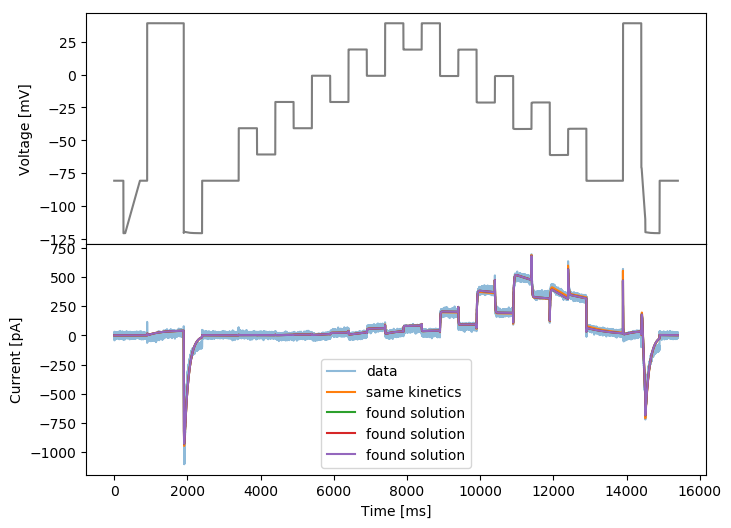 25
0
−25
−50
−75
−100
−125
Voltage [mV]
750
500
250
0
−250
−500
−750
−1000
Current [pA]
data
same kinetics
found solution
found solution
found solution
0 2000 4000 6000 8000 10000 12000 14000 16000
Time [ms]